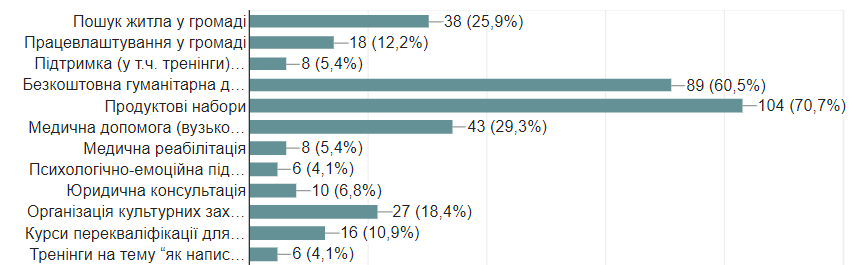 Пошук житла у громаді 38 (25,9%)
Працевлаштування у громаді 18 (12,2%)
Підтримка (у т.ч. тренінги)… 8 (5,4%)
Безкоштовна гуманітарна д… 89 (60,5%)
Продуктові набори 104 (70,7%)
Медична допомога (вузько… 43 (29,3%)
Медична реабілітація 8 (5,4%)
Психологічно-емоційна під… 6 (4,1%)
Юридична консультація 10 (6,8%)
Організація культурних зах… 27 (18,4%)
Курси перекваліфікації для… 16 (10,9%)
Тренінги на тему “як напис… 6 (4,1%)